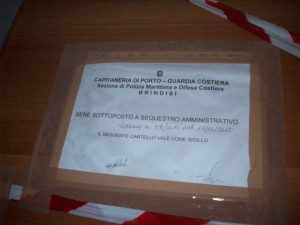 CAPITANERIA DI PORTO – GUARDIA COSTIERA
Sezione di Polizia Marittima e Difesa Costiera
BRINDISI
BENE SOTTOPOSTO A SEQUESTRO AMMINISTRATIVO
IL SEGUENTE CARTELLO VALE COME SIGILLO